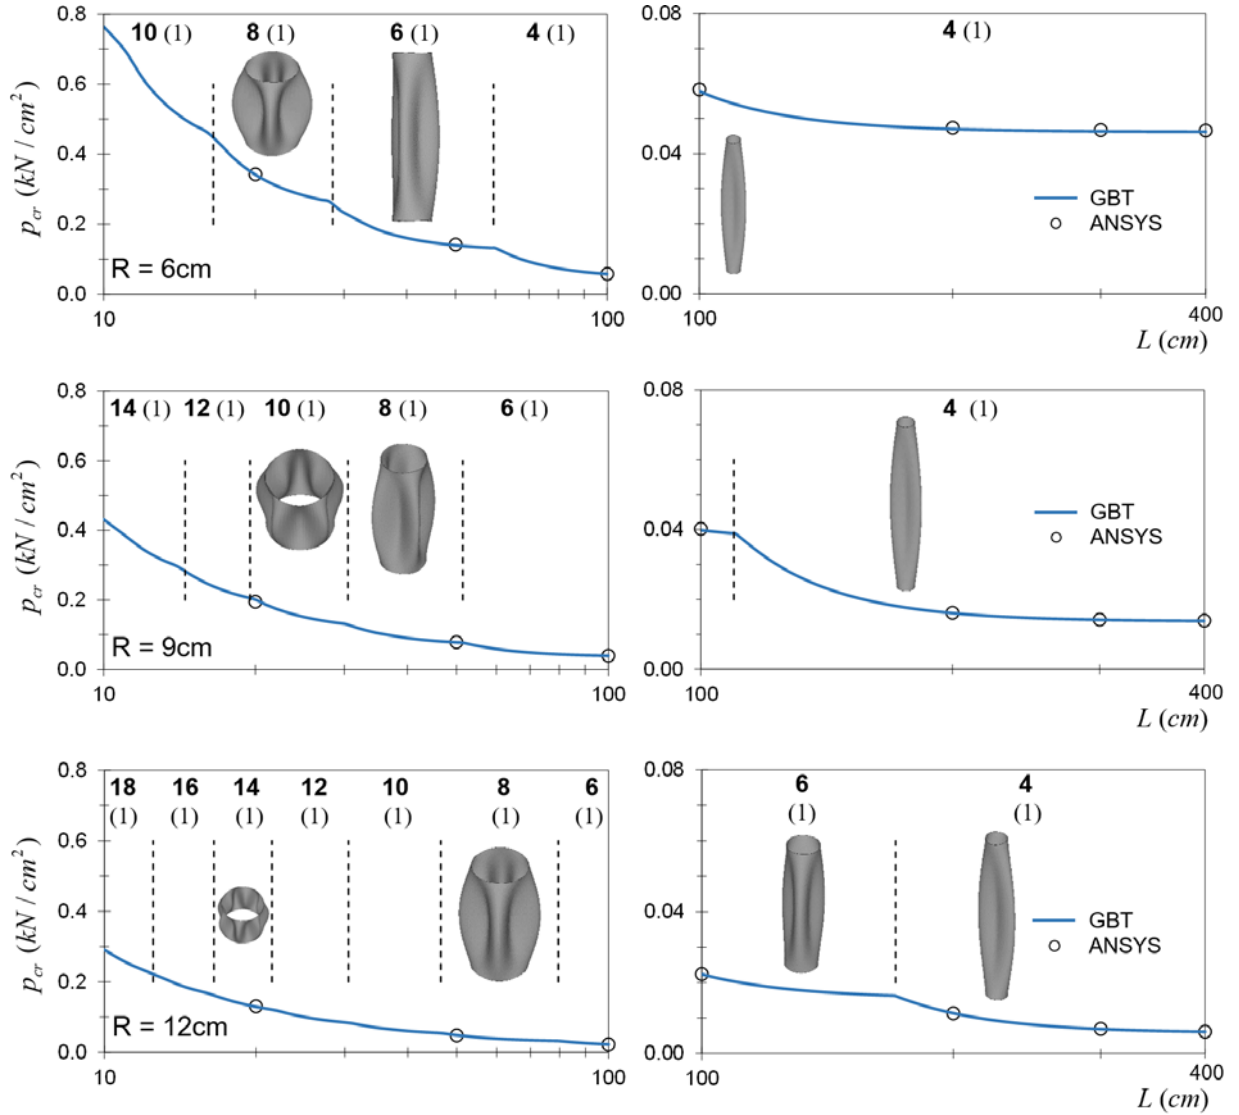 0.8
10 (1) 8 (1) 6 (1) 4 (1)
0.6
0.4
0.2
0.0
p_cr (kN / cm²)
R = 6cm
10 100
0.08
4 (1)
0.04
GBT
ANSYS
0.00
100 400
L (cm)
0.8
14 (1) 12 (1) 10 (1) 8 (1) 6 (1)
0.6
0.4
0.2
0.0
p_cr (kN / cm²)
R = 9cm
10 100
0.08
4 (1)
0.04
GBT
ANSYS
0.00
100 400
L (cm)
0.8
18 16 14 12 10 8 6
(1) (1) (1) (1) (1) (1) (1)
0.6
0.4
0.2
0.0
p_cr (kN / cm²)
R = 12cm
10 100
0.08
6 4
(1) (1)
0.04
GBT
ANSYS
0.00
100 400
L (cm)